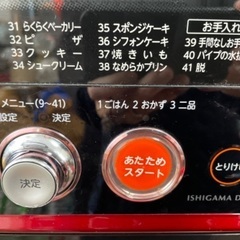 31 らくらくベーカリー
32 ピザ
33 クッキー
34 シュークリーム
35 スポンジケーキ
36 シフォンケーキ
37 焼きいも
38 なめらかプリン
お手入れ
39 手間なしお手
40 パイプの水抜
41 脱
メニュー(9〜41)
設定 決定
決定
1 ごはん 2 おかず 3 二品
あたため
スタート
とりけ
ISHIGAMA D